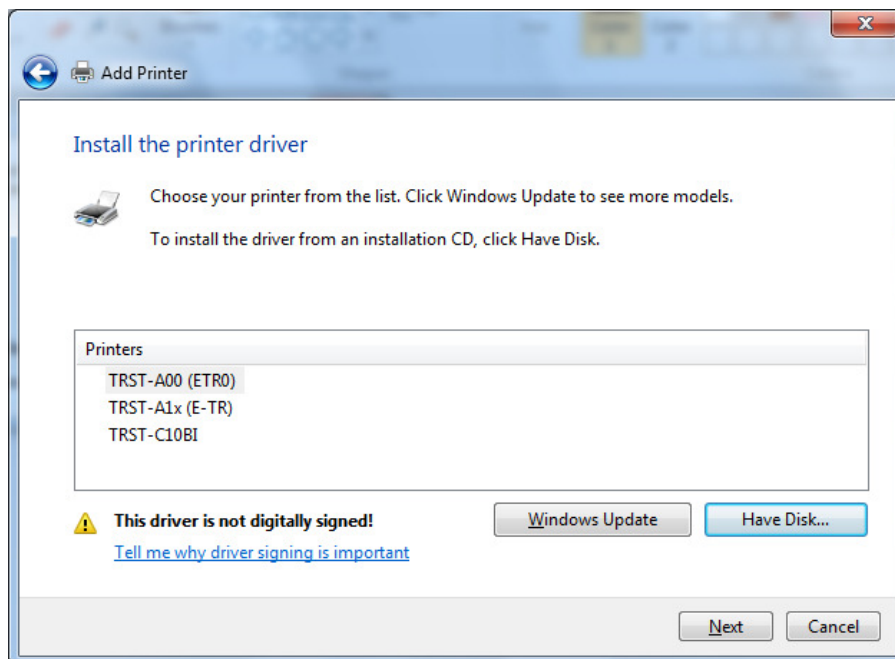 Add Printer
Install the printer driver
Choose your printer from the list. Click Windows Update to see more models.
To install the driver from an installation CD, click Have Disk.
Printers
TRST-A00 (ETR0)
TRST-A1x (E-TR)
TRST-C10BI
This driver is not digitally signed!
Windows Update
Have Disk...
Tell me why driver signing is important
Next
Cancel